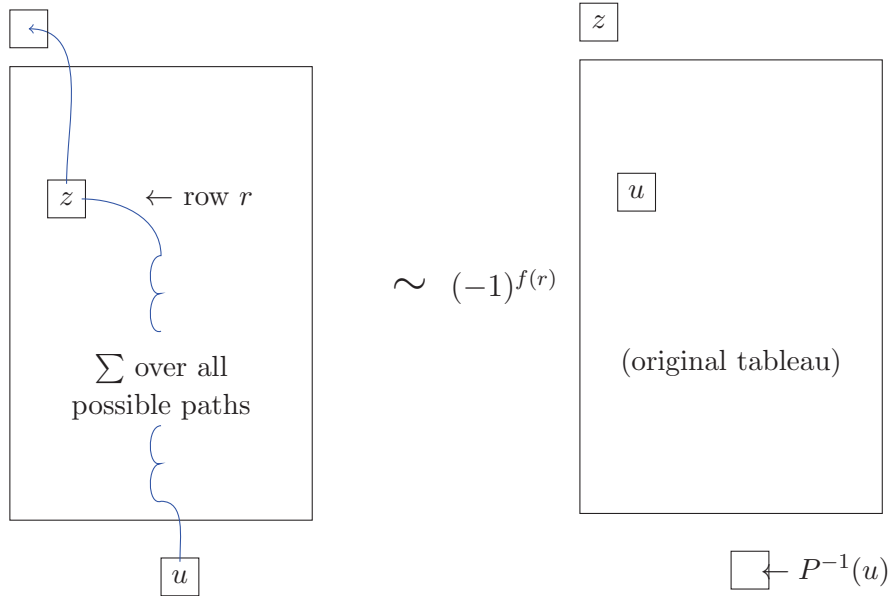 z
z
← row r
u
∼ (−1)^{f(r)}
∑ over all
possible paths
(original tableau)
u
← P^{−1}(u)